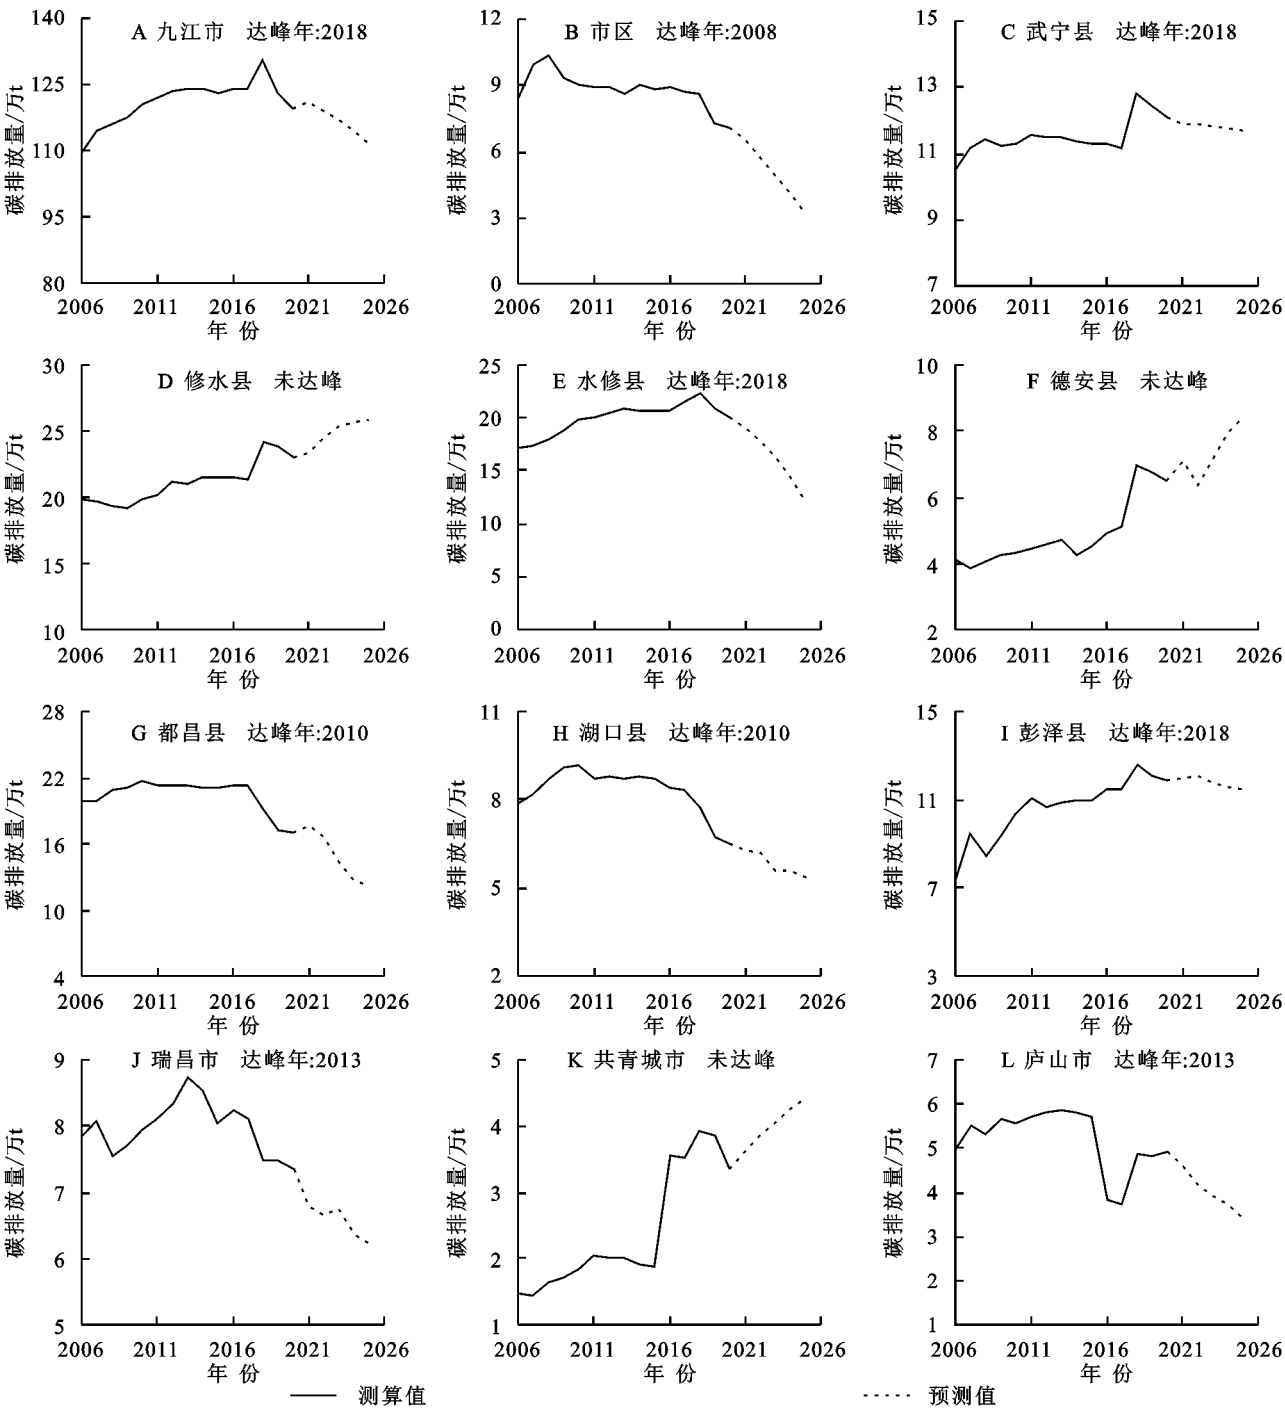 A 九江市 达峰年:2018
碳排放量/万t
140
125
110
95
80
2006 2011 2016 2021 2026
年 份
B 市区 达峰年:2008
碳排放量/万t
12
9
6
3
0
2006 2011 2016 2021 2026
年 份
C 武宁县 达峰年:2018
碳排放量/万t
15
13
11
9
7
2006 2011 2016 2021 2026
年 份
D 修水县 未达峰
碳排放量/万t
30
25
20
15
10
2006 2011 2016 2021 2026
年 份
E 水修县 达峰年:2018
碳排放量/万t
25
20
15
10
5
0
2006 2011 2016 2021 2026
年 份
F 德安县 未达峰
碳排放量/万t
10
8
6
4
2
2006 2011 2016 2021 2026
年 份
G 都昌县 达峰年:2010
碳排放量/万t
28
22
16
10
4
2006 2011 2016 2021 2026
年 份
H 湖口县 达峰年:2010
碳排放量/万t
11
8
5
2
2006 2011 2016 2021 2026
年 份
I 彭泽县 达峰年:2018
碳排放量/万t
15
11
7
3
2006 2011 2016 2021 2026
年 份
J 瑞昌市 达峰年:2013
碳排放量/万t
9
8
7
6
5
2006 2011 2016 2021 2026
年 份
K 共青城市 未达峰
碳排放量/万t
5
4
3
2
1
2006 2011 2016 2021 2026
年 份
L 庐山市 达峰年:2013
碳排放量/万t
7
6
5
4
3
2
1
2006 2011 2016 2021 2026
年 份
测算值
预测值